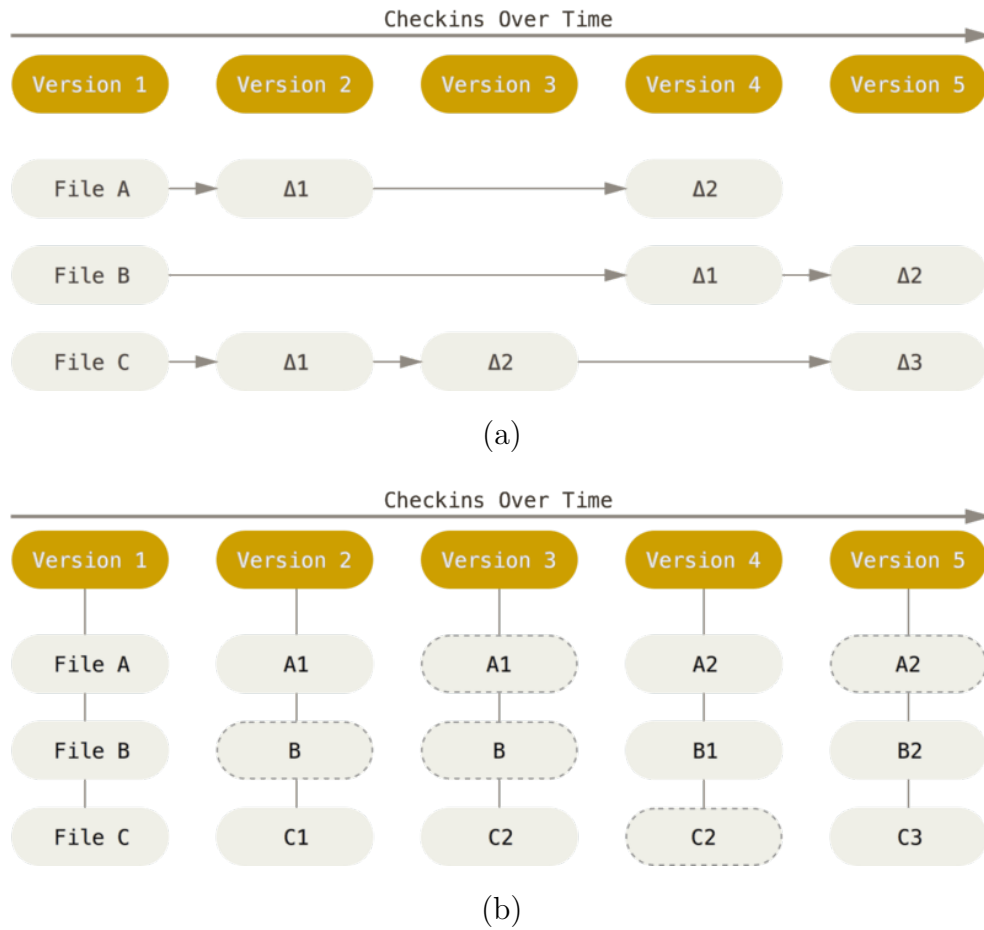 Checkins Over Time
Version 1 Version 2 Version 3 Version 4 Version 5
File A Δ1 Δ2
File B Δ1 Δ2
File C Δ1 Δ2 Δ3
(a)
Checkins Over Time
Version 1 Version 2 Version 3 Version 4 Version 5
File A A1 A1 A2 A2
File B B B B1 B2
File C C1 C2 C2 C3
(b)